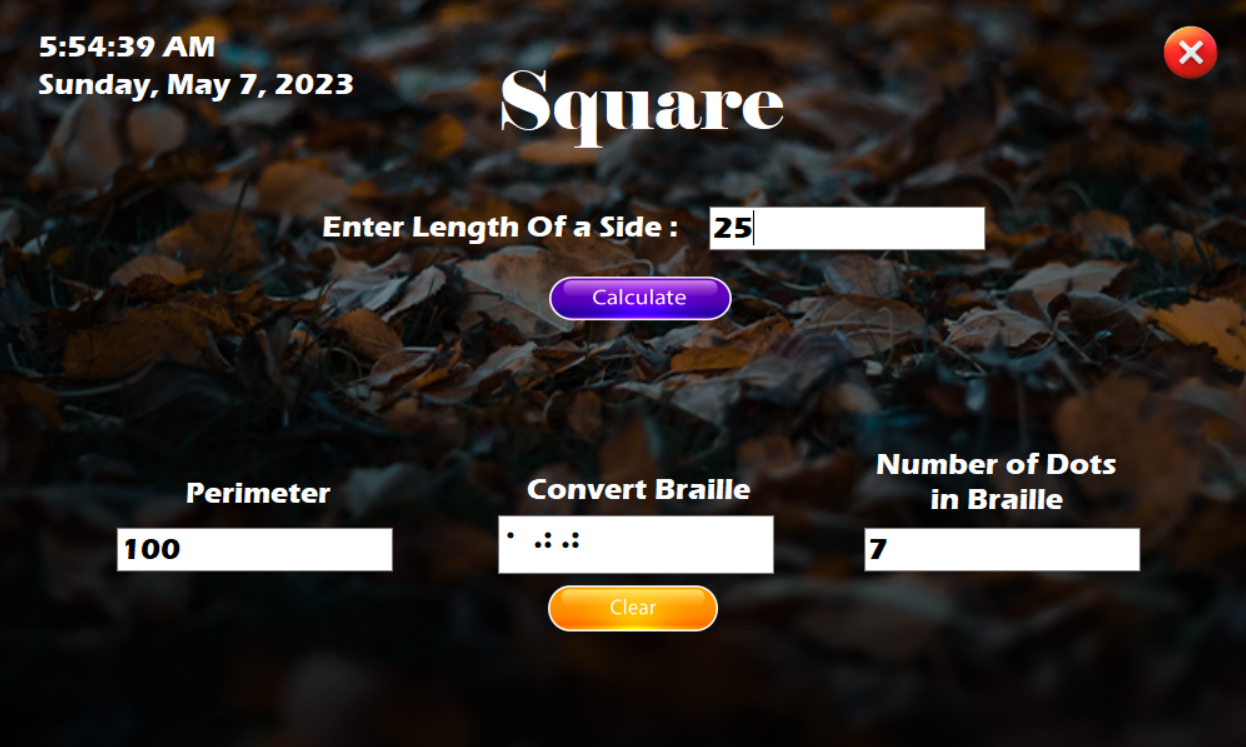 5:54:39 AM
Sunday, May 7, 2023
Square
Enter Length Of a Side : 25
Calculate
Perimeter
100
Convert Braille
⠁ ⠴⠴
Number of Dots
in Braille
7
Clear